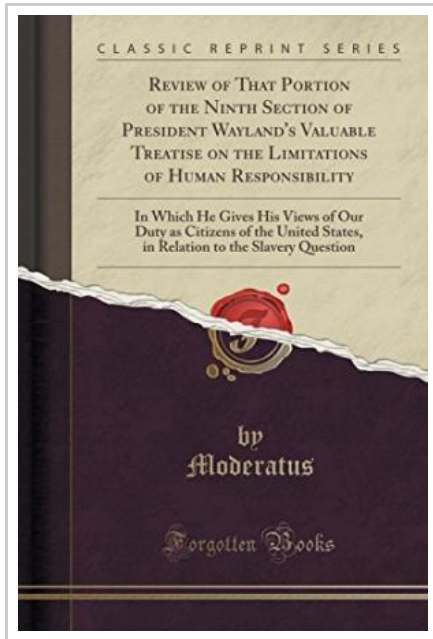 CLASSIC REPRINT SERIES
REVIEW OF THAT PORTION
OF THE NINTH SECTION OF
PRESIDENT WAYLAND'S VALUABLE
TREATISE ON THE LIMITATIONS
OF HUMAN RESPONSIBILITY
In Which He Gives His Views of Our
Duty as Citizens of the United States,
in Relation to the Slavery Question
by
Moderatus
Forgotten Books